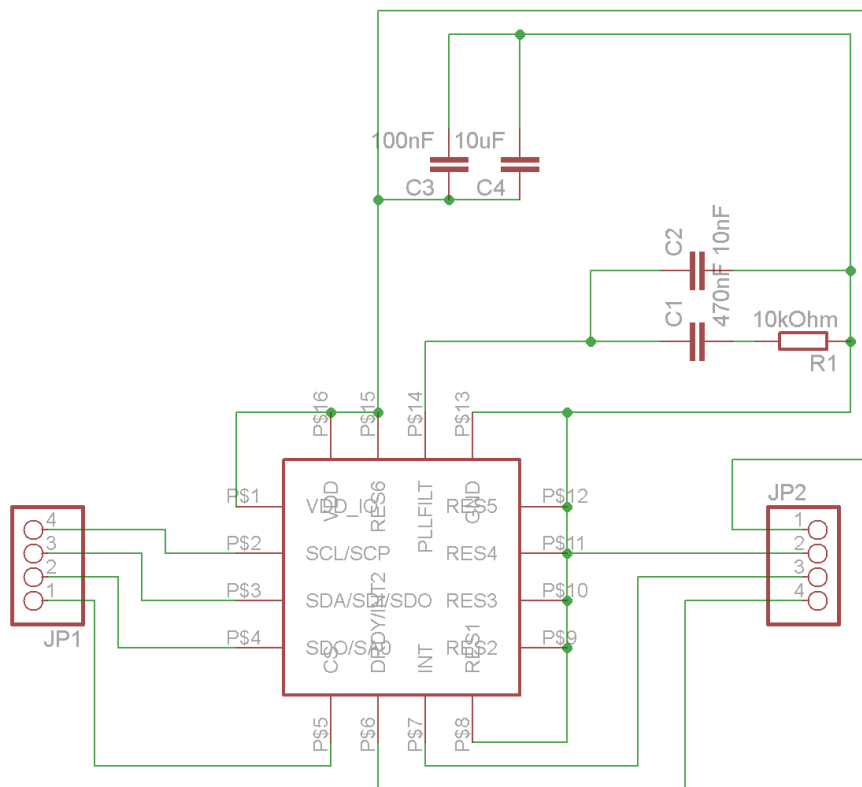 100nF 10uF
C3 C4
C2 10nF
C1 470nF
10kOhm
R1
P$16 P$15 P$14 P$13
VDD RES6 PLLFILT GND
P$1 VDD_IO RES5 P$12
P$2 SCL/SCP RES4 P$11
P$3 SDA/SDI/SDO RES3 P$10
P$4 SDO/SA0 RES2 P$9
CS DRDY/INT2 INT RES1
P$5 P$6 P$7 P$8
4
3
2
1
JP1
JP2
1
2
3
4